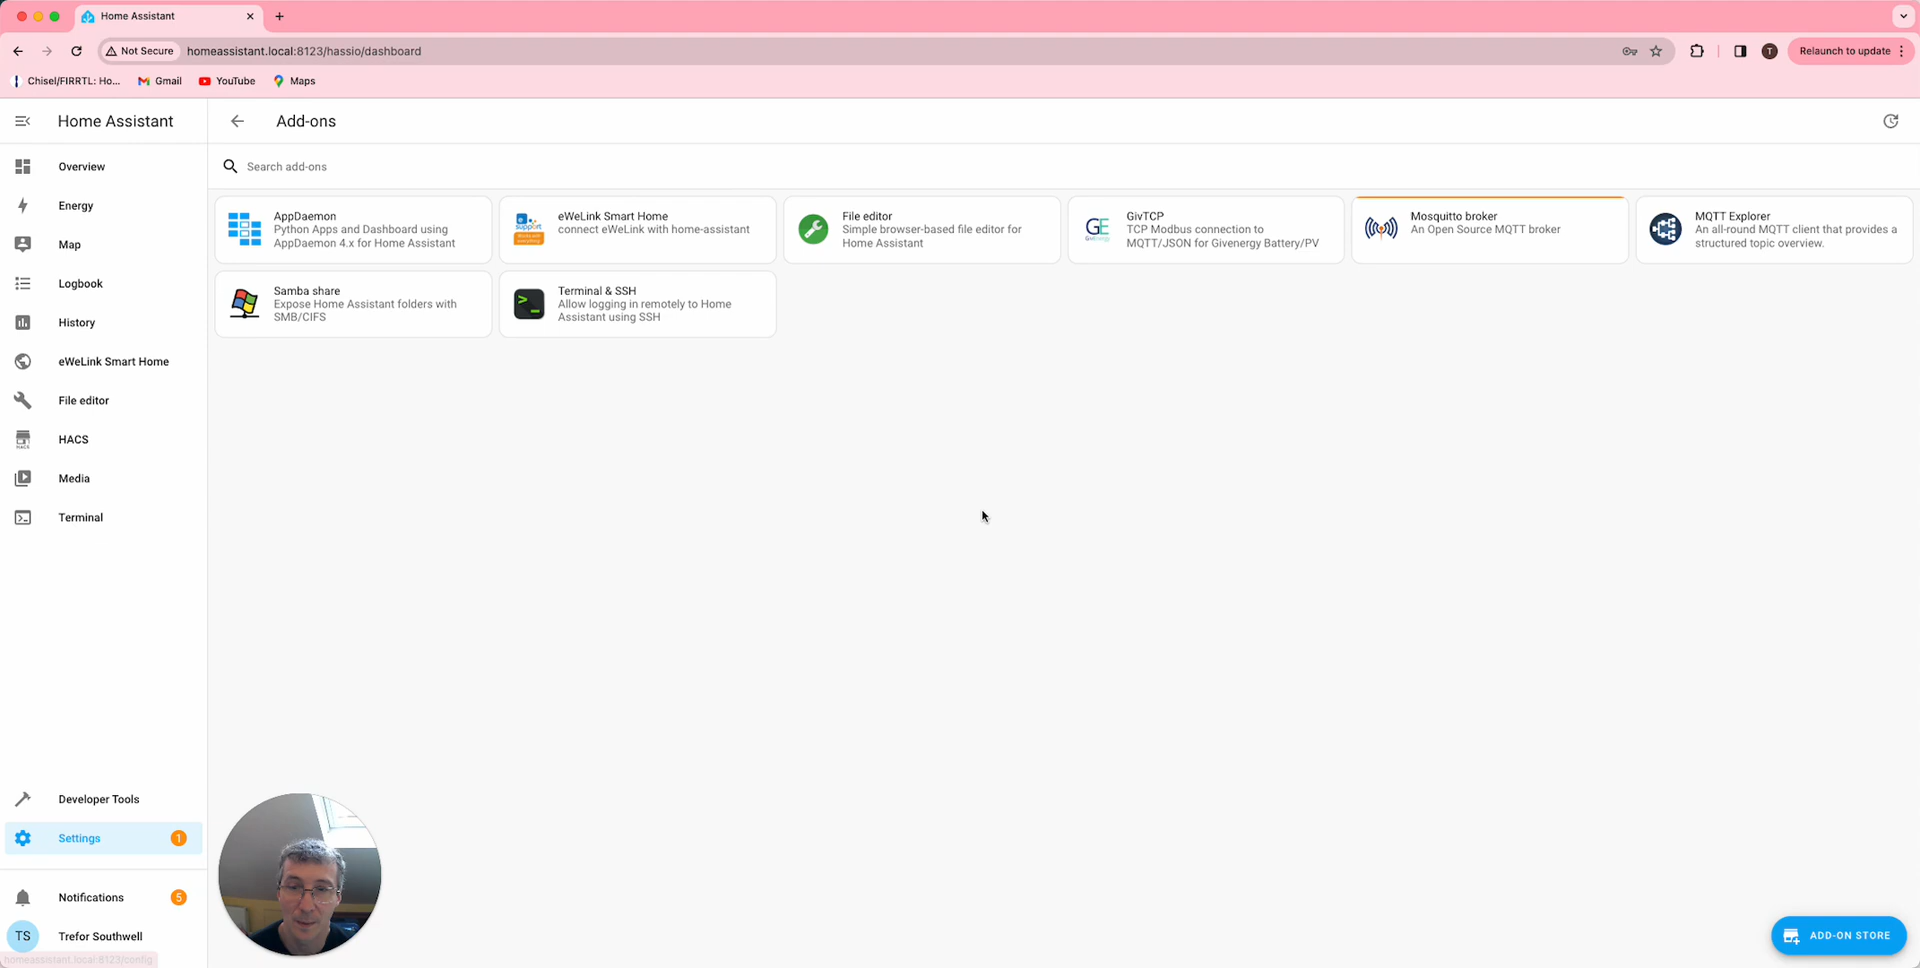 Home Assistant
Not Secure
homeassistant.local:8123/hassio/dashboard
Relaunch to update
Chisel/FIRRTL: Ho...
Gmail
YouTube
Maps
Home Assistant
Add-ons
Search add-ons
Overview
Energy
Map
Logbook
History
eWeLink Smart Home
File editor
HACS
Media
Terminal
AppDaemon
Python Apps and Dashboard using
AppDaemon 4.x for Home Assistant
eWeLink Smart Home
connect eWeLink with home-assistant
File editor
Simple browser-based file editor for
Home Assistant
GE
GivTCP
TCP Modbus connection to
MQTT/JSON for Givenergy Battery/PV
Mosquitto broker
An Open Source MQTT broker
MQTT Explorer
An all-round MQTT client that provides a
structured topic overview.
Samba share
Expose Home Assistant folders with
SMB/CIFS
Terminal & SSH
Allow logging in remotely to Home
Assistant using SSH
Developer Tools
Settings
1
Notifications
5
TS
Trefor Southwell
homeassistant.local:8123/config
ADD-ON STORE
T